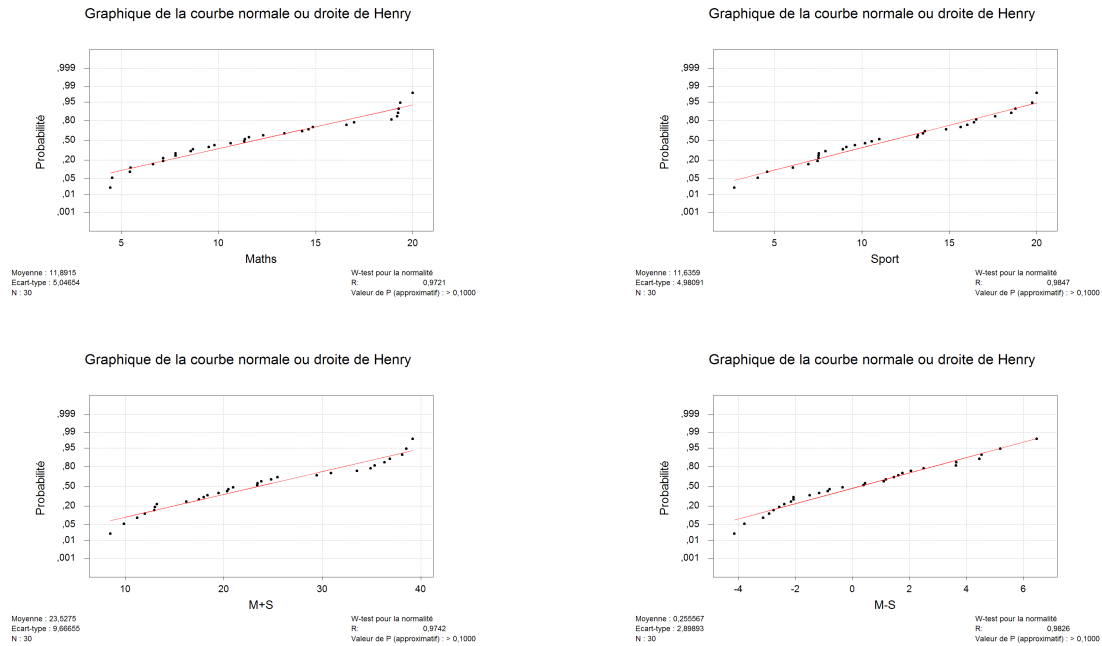 Graphique de la courbe normale ou droite de Henry
,999
,99
,95
,80
,50
,20
,05
,01
,001
Probabilité
5 10 15 20
Maths
Moyenne : 11,8915
Ecart-type : 5,04654
N : 30
W-test pour la normalité
R: 0,9721
Valeur de P (approximatif) : > 0,1000
Graphique de la courbe normale ou droite de Henry
,999
,99
,95
,80
,50
,20
,05
,01
,001
Probabilité
5 10 15 20
Sport
Moyenne : 11,6359
Ecart-type : 4,98091
N : 30
W-test pour la normalité
R: 0,9847
Valeur de P (approximatif) : > 0,1000
Graphique de la courbe normale ou droite de Henry
,999
,99
,95
,80
,50
,20
,05
,01
,001
Probabilité
10 20 30 40
M+S
Moyenne : 23,5275
Ecart-type : 9,66655
N : 30
W-test pour la normalité
R: 0,9742
Valeur de P (approximatif) : > 0,1000
Graphique de la courbe normale ou droite de Henry
,999
,99
,95
,80
,50
,20
,05
,01
,001
Probabilité
-4 -2 0 2 4 6
M-S
Moyenne : 0,255567
Ecart-type : 2,89893
N : 30
W-test pour la normalité
R: 0,9826
Valeur de P (approximatif) : > 0,1000